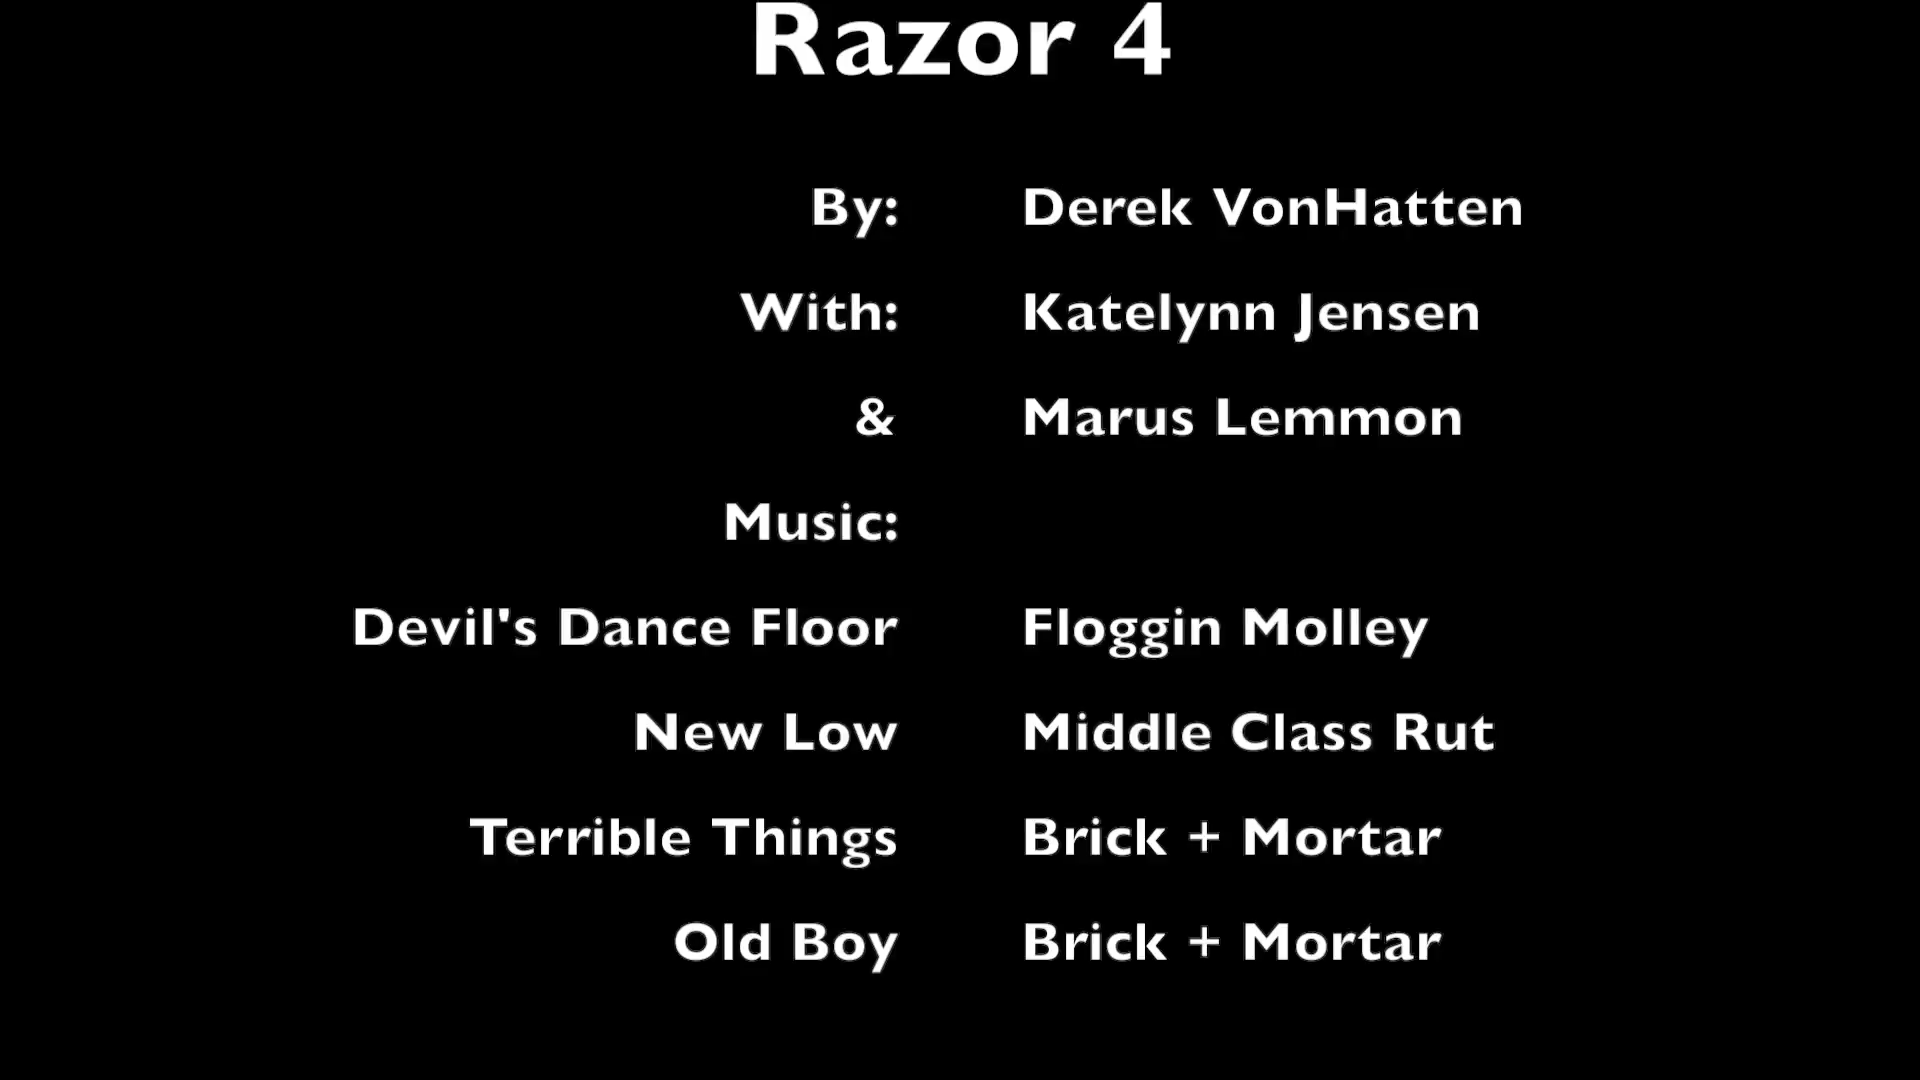 Razor 4
By: Derek VonHatten
With: Katelynn Jensen
& Marus Lemmon
Music:
Devil's Dance Floor Floggin Molley
New Low Middle Class Rut
Terrible Things Brick + Mortar
Old Boy Brick + Mortar